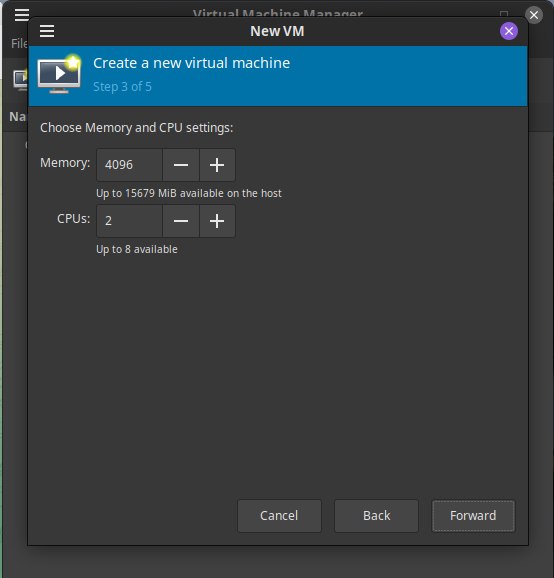 Virtual Machine Manager
File
New VM
Create a new virtual machine
Step 3 of 5
Na
Choose Memory and CPU settings:
Memory: 4096
Up to 15679 MiB available on the host
CPUs: 2
Up to 8 available
Cancel Back Forward